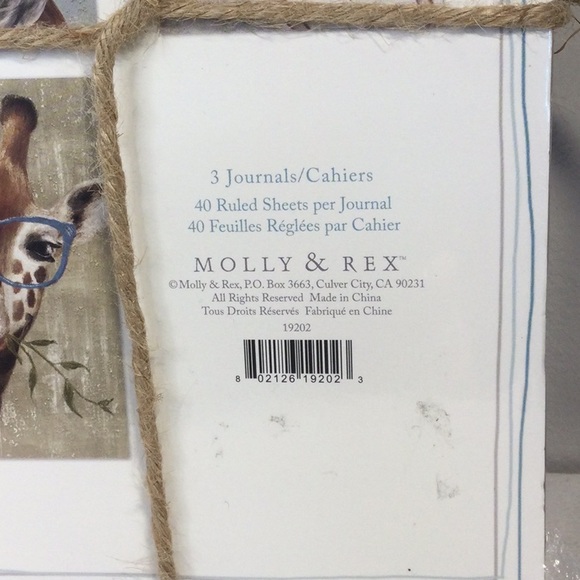 3 Journals/Cahiers
40 Ruled Sheets per Journal
40 Feuilles Réglées par Cahier
MOLLY & REX™
© Molly & Rex, P.O. Box 3663, Culver City, CA 90231
All Rights Reserved Made in China
Tous Droits Réservés Fabriqué en Chine
19202
8 02126 19202 3